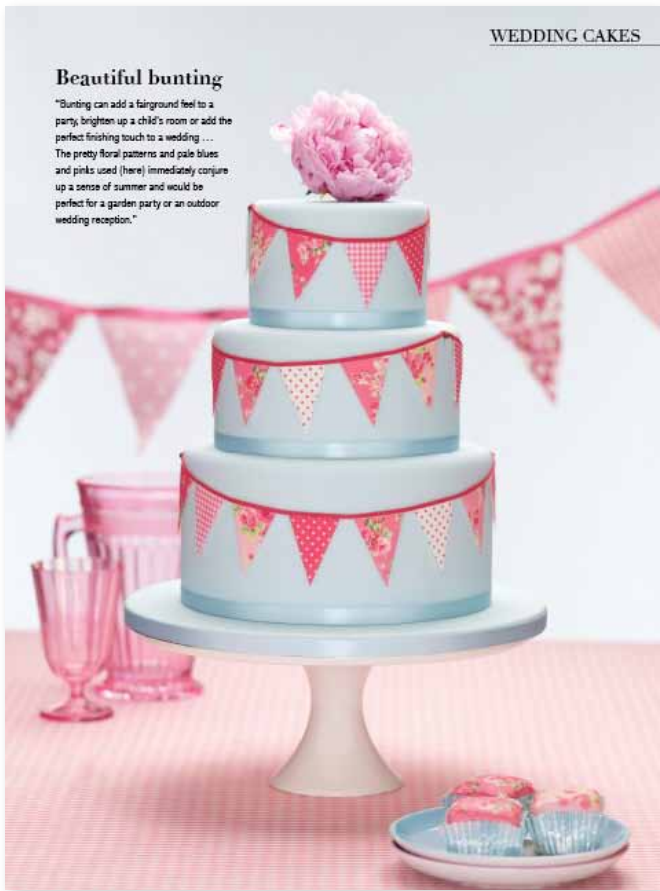 WEDDING CAKES
Beautiful bunting
"Bunting can add a fairground feel to a
party, brighten up a child's room or add the
perfect finishing touch to a wedding ...
The pretty floral patterns and pale blues
and pinks used (here) immediately conjure
up a sense of summer and would be
perfect for a garden party or an outdoor
wedding reception."